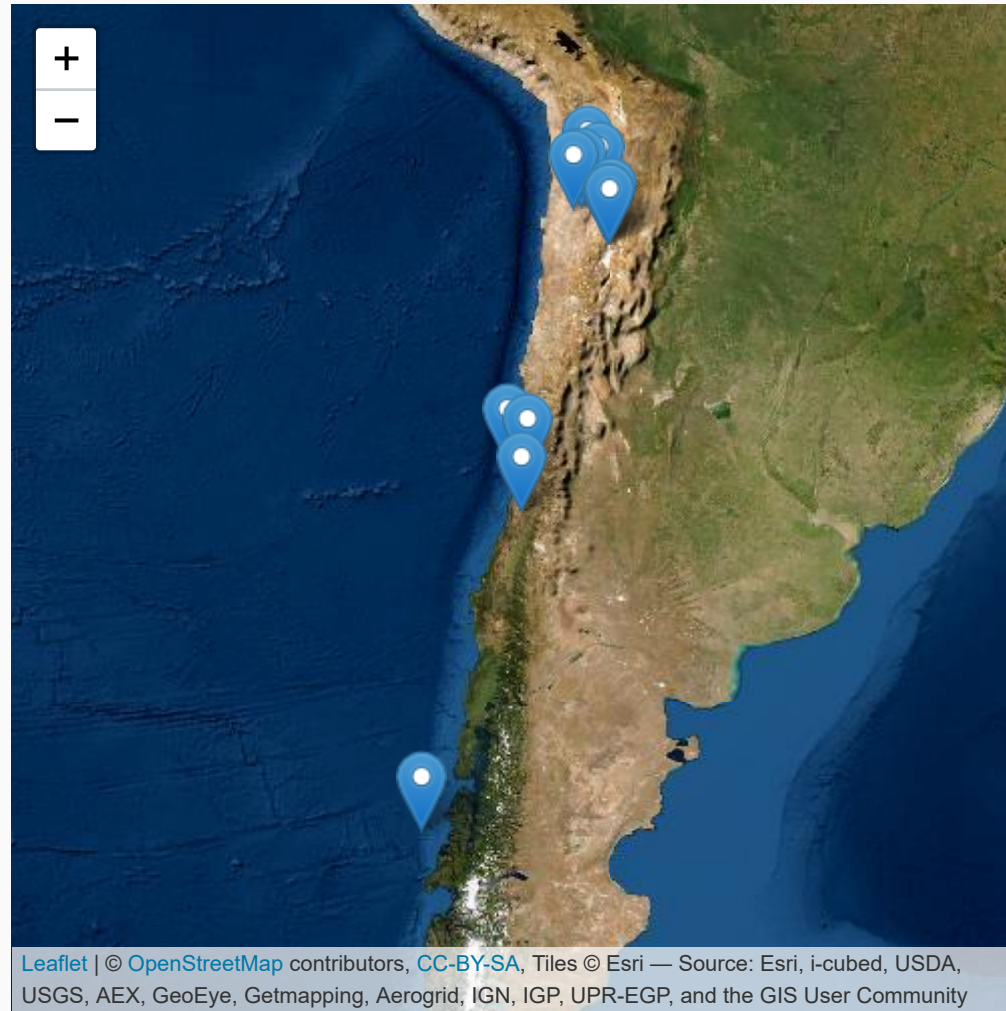 +
−
Leaflet | © OpenStreetMap contributors, CC-BY-SA, Tiles © Esri — Source: Esri, i-cubed, USDA,
USGS, AEX, GeoEye, Getmapping, Aerogrid, IGN, IGP, UPR-EGP, and the GIS User Community